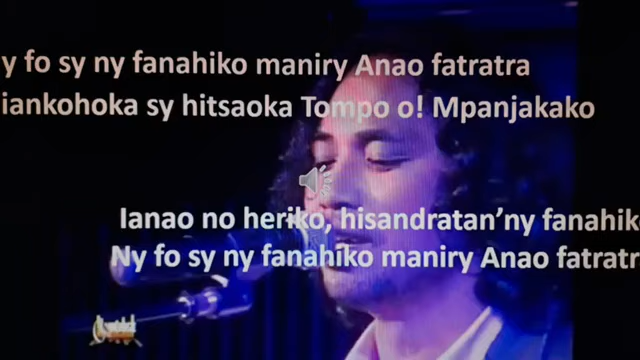 y fo sy ny fanahiko maniry Anao fatratra
iankohoka sy hitsaoka Tompo o! Mpanjakako
Ianao no heriko, hisandratan'ny fanahik
Ny fo sy ny fanahiko maniry Anao fatratr